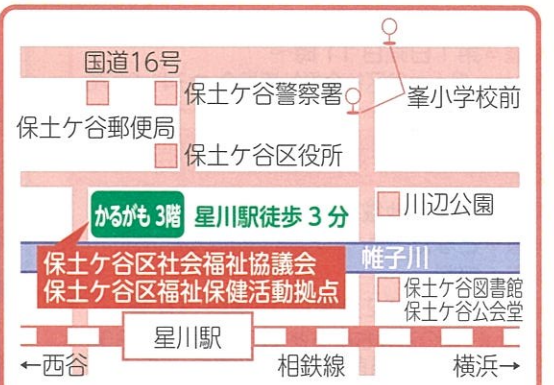 国道16号
保土ケ谷警察署
峯小学校前
保土ケ谷郵便局
保土ケ谷区役所
かるがも 3階
星川駅徒歩3分
川辺公園
保土ケ谷区社会福祉協議会
保土ケ谷区福祉保健活動拠点
帷子川
保土ケ谷図書館
保土ケ谷公会堂
星川駅
←西谷
相鉄線
横浜→